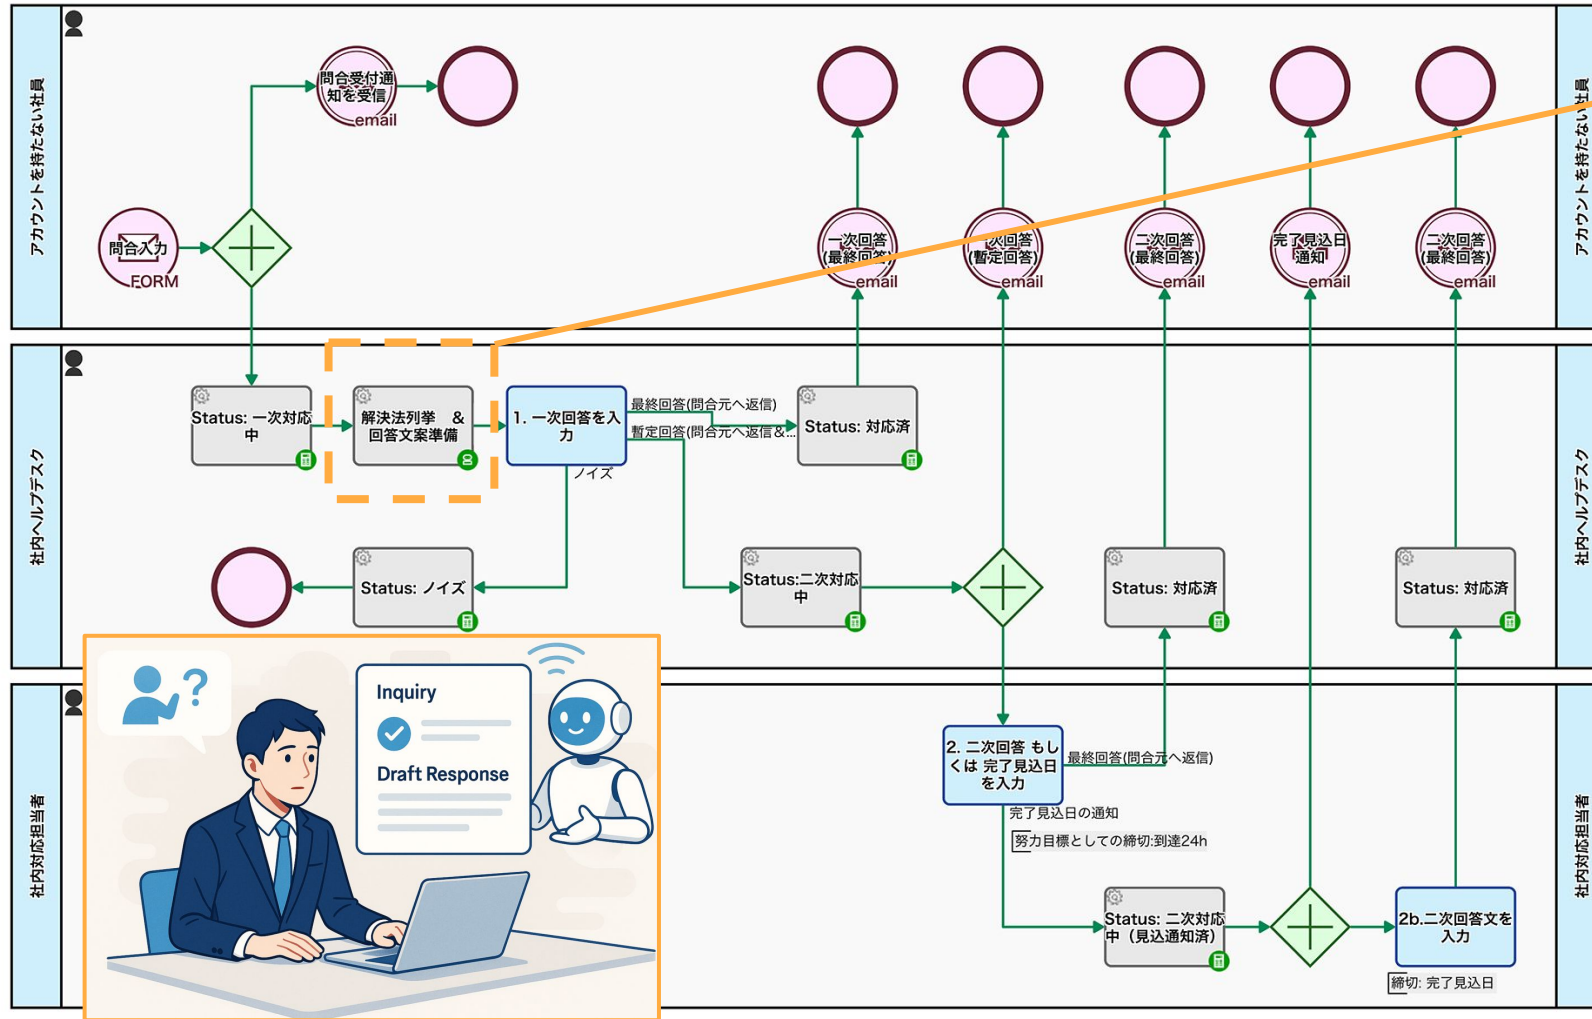 アカウントを持たない社員
問合受付通
知を受信
email
問合入力
FORM
一次回答
(最終回答)
email
次回答
(暫定回答)
email
二次回答
(最終回答)
email
完了見込日
通知
email
二次回答
(最終回答)
email
アカウントを持たない社員
社内ヘルプデスク
Status: 一次対応
中
解決法列挙 &
回答文案準備
1. 一次回答を入
力
最終回答(問合元へ返信)
暫定回答(問合元へ返信&...
ノイズ
Status: 対応済
Status: ノイズ
Status:二次対応
中
Status: 対応済
Status: 対応済
社内ヘルプデスク
社内対応担当者
Inquiry
Draft Response
?
2. 二次回答 もし
くは 完了見込日
を入力
最終回答(問合元へ返信)
完了見込日の通知
努力目標としての締切:到達24h
Status: 二次対応
中（見込通知済）
2b.二次回答文を
入力
締切: 完了見込日
社内対応担当者